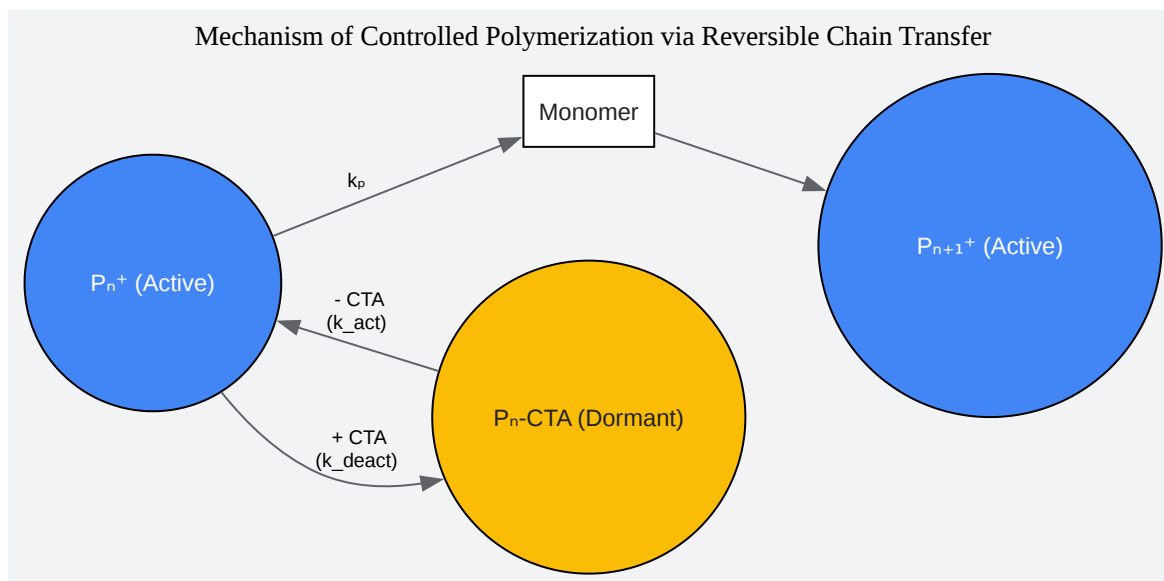 Mechanism of Controlled Polymerization via Reversible Chain Transfer
Monomer
kₚ
Pₙ⁺ (Active)
Pₙ₊₁⁺ (Active)
- CTA
(k_act)
Pₙ-CTA (Dormant)
+ CTA
(k_deact)